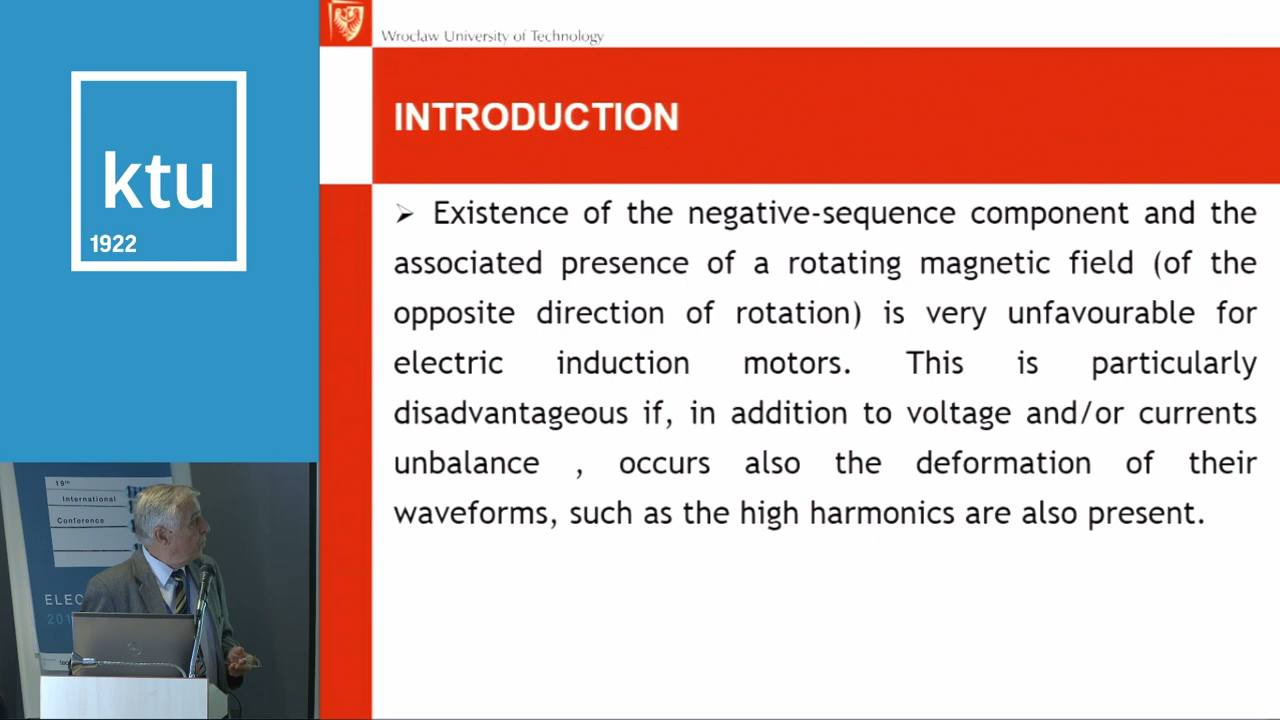 Wrocław University of Technology
ktu
1922
INTRODUCTION
➢ Existence of the negative-sequence component and the
associated presence of a rotating magnetic field (of the
opposite direction of rotation) is very unfavourable for
electric induction motors. This is particularly
disadvantageous if, in addition to voltage and/or currents
unbalance , occurs also the deformation of their
waveforms, such as the high harmonics are also present.
19th
International
Conference
ELEC
201